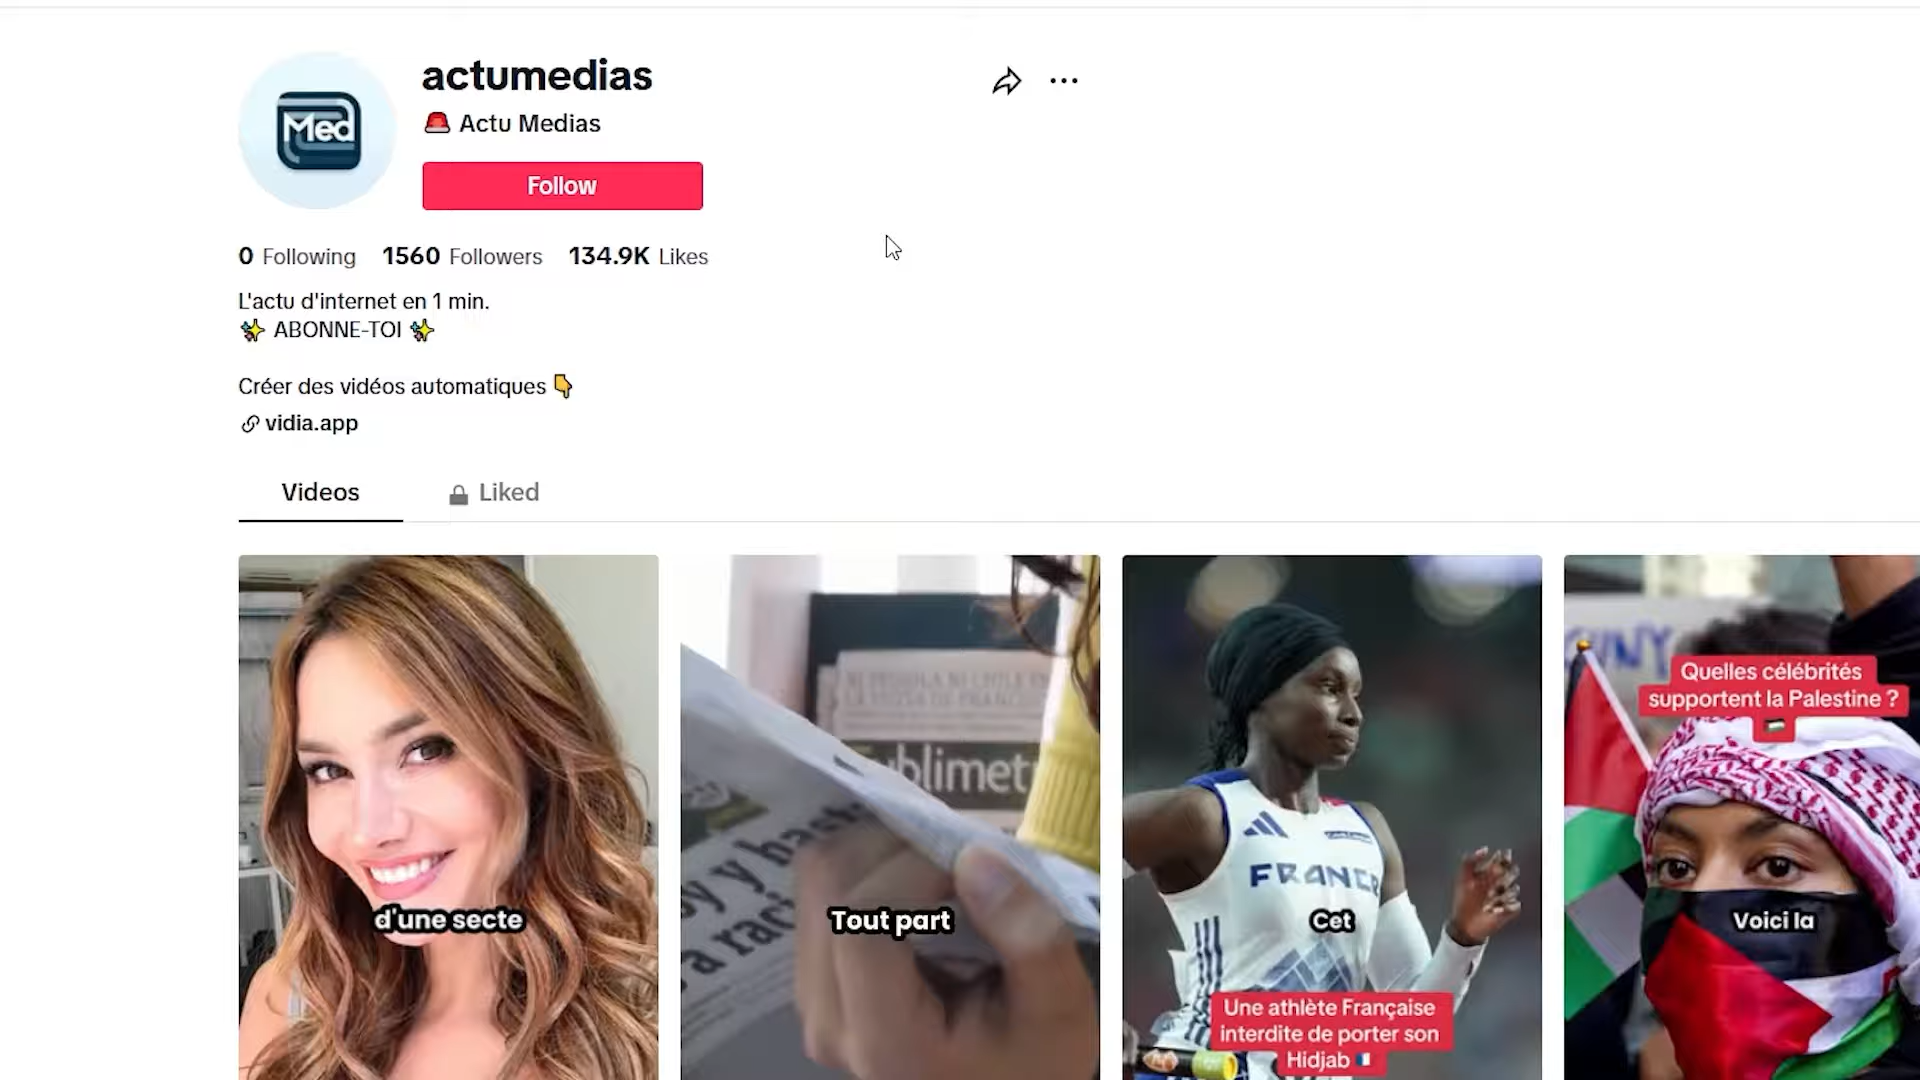 Med
actumedias
🚨 Actu Medias
Follow
0 Following 1560 Followers 134.9K Likes
L'actu d'internet en 1 min.
✨ ABONNE-TOI ✨
Créer des vidéos automatiques 👇
vidia.app
Videos
Liked
d'une secte
blimet
Tout part
FRANCE
Cet
Une athlète Française
interdite de porter son
Hidjab 🇫🇷
Quelles célébrités
supportent la Palestine ?
🇵🇸
Voici la